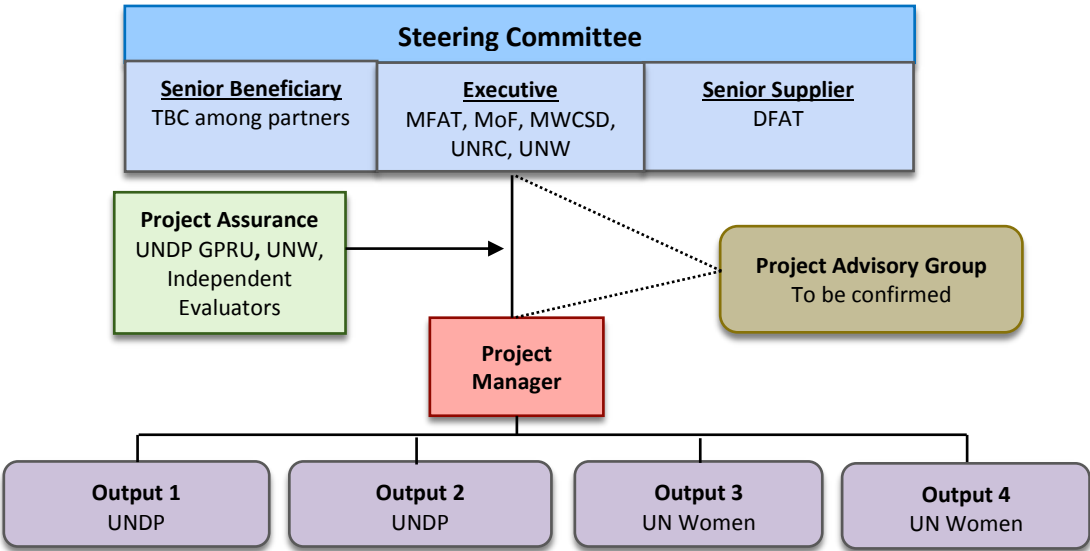 Steering Committee
Senior Beneficiary
TBC among partners
Executive
MFAT, MoF, MWCSD,
UNRC, UNW
Senior Supplier
DFAT
Project Assurance
UNDP GPRU, UNW,
Independent
Evaluators
Project Advisory Group
To be confirmed
Project
Manager
Output 1
UNDP
Output 2
UNDP
Output 3
UN Women
Output 4
UN Women